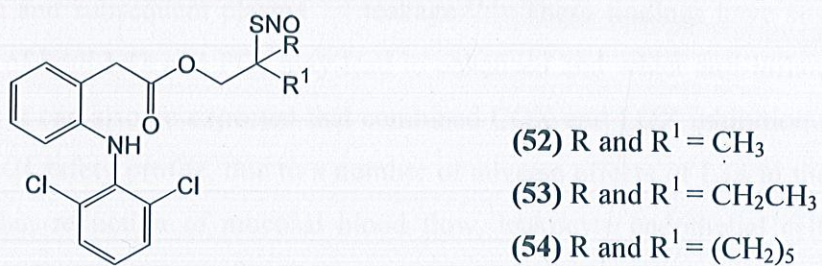 SNO
R
O
R¹
O
NH
Cl
Cl
(52) R and R¹ = CH₃
(53) R and R¹ = CH₂CH₃
(54) R and R¹ = (CH₂)₅